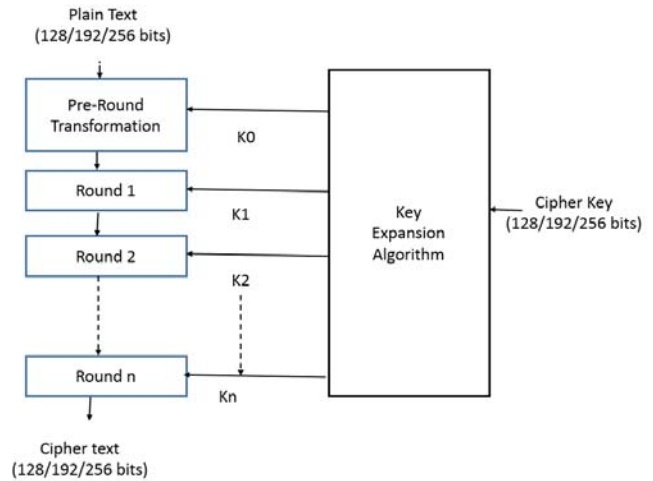 Plain Text
(128/192/256 bits)
Pre-Round
Transformation
K0
Round 1
K1
Round 2
K2
Round n
Kn
Cipher text
(128/192/256 bits)
Key
Expansion
Algorithm
Cipher Key
(128/192/256 bits)